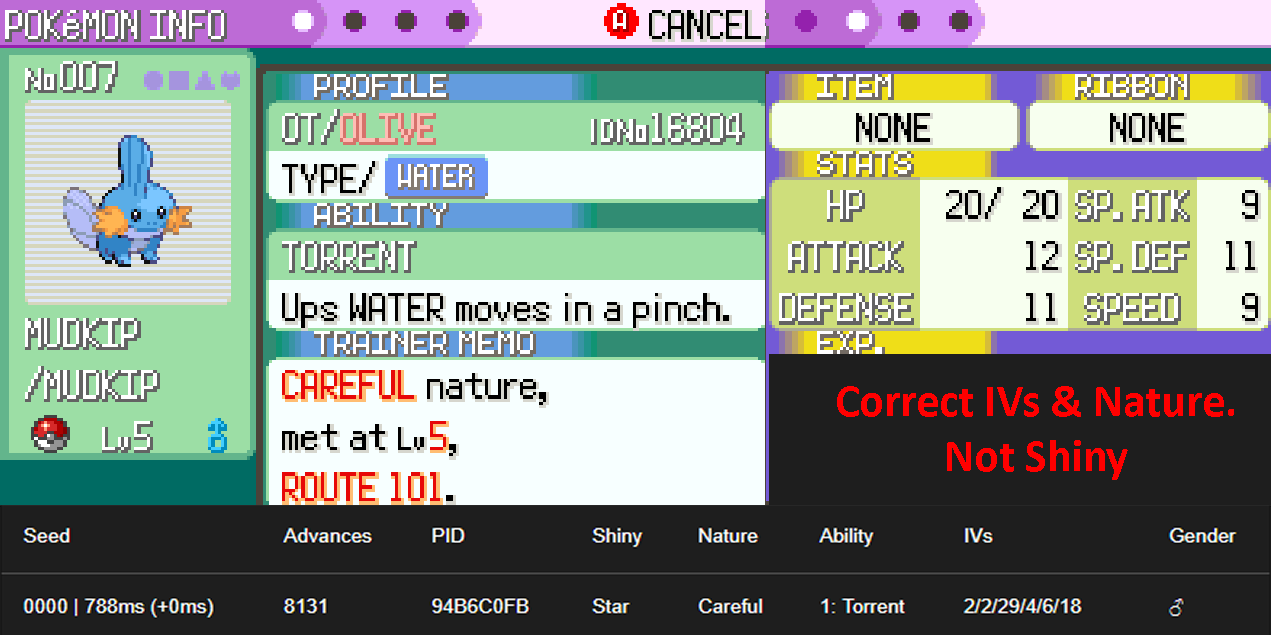 POKéMON INFO
CANCEL
No007
PROFILE
OT/OLIVE IDNo16804
TYPE/ WATER
ABILITY
TORRENT
Ups WATER moves in a pinch.
TRAINER MEMO
CAREFUL nature,
met at Lv5,
ROUTE 101.
MUDKIP
/MUDKIP
Lv5 ♂
ITEM RIBBON
NONE NONE
STATS
HP 20/ 20 SP. ATK 9
ATTACK 12 SP. DEF 11
DEFENSE 11 SPEED 9
EXP.
Correct IVs & Nature.
Not Shiny
Seed Advances PID Shiny Nature Ability IVs Gender
0000 | 788ms (+0ms) 8131 94B6C0FB Star Careful 1: Torrent 2/2/29/4/6/18 ♂